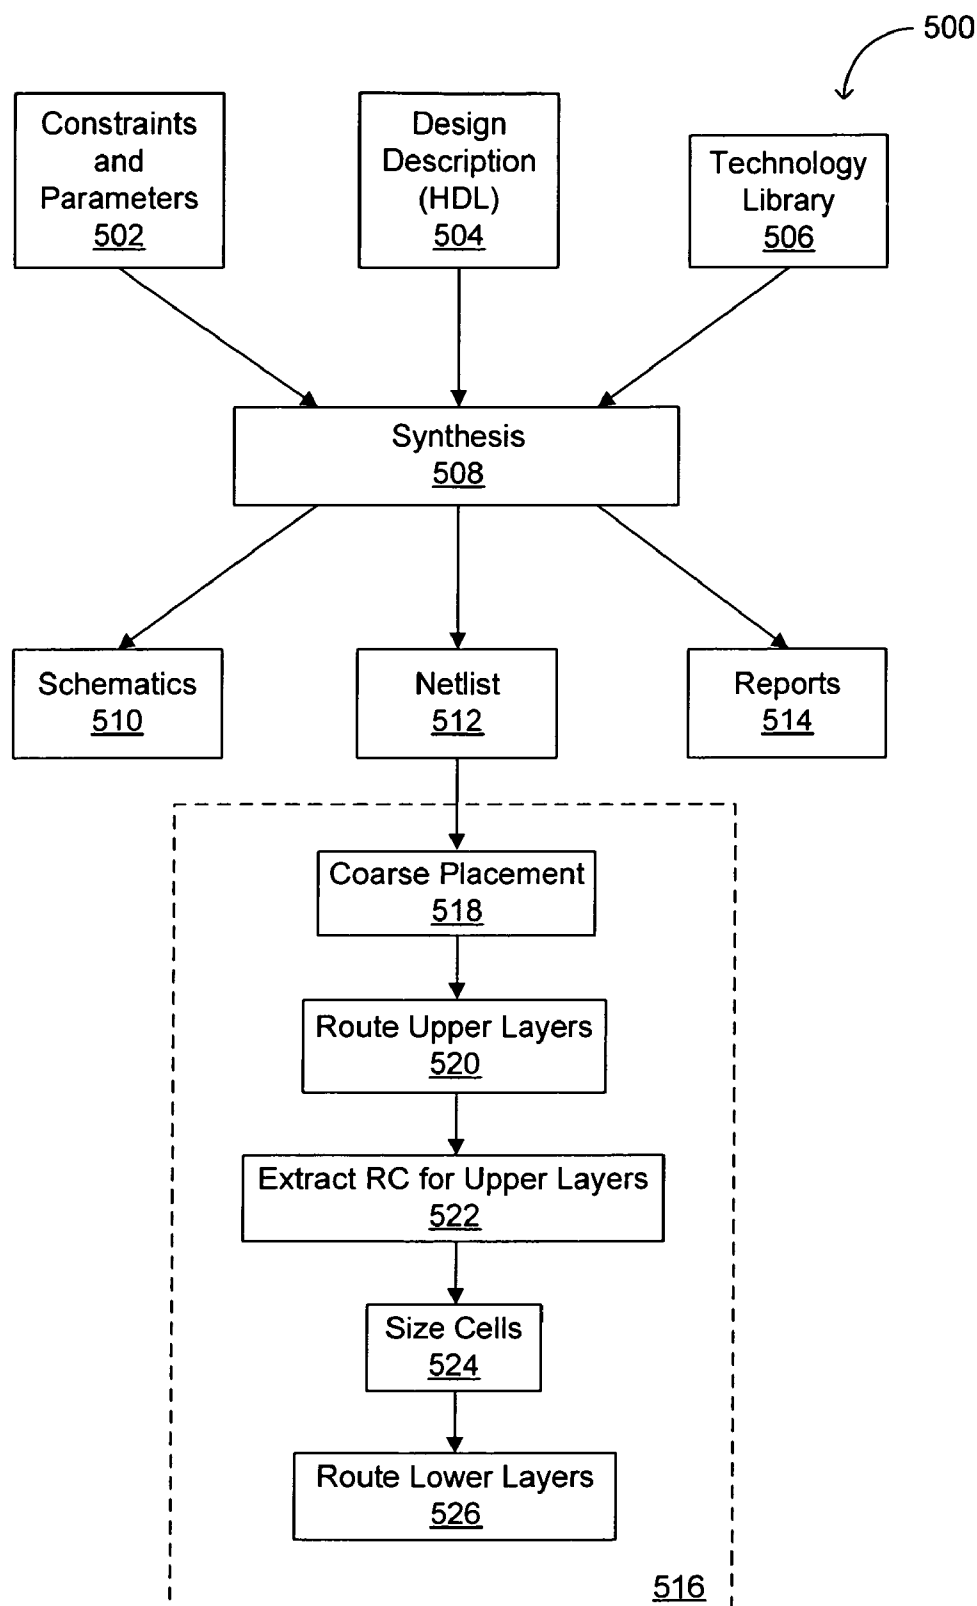 500
Constraints
and
Parameters
502
Design
Description
(HDL)
504
Technology
Library
506
Synthesis
508
Schematics
510
Netlist
512
Reports
514
Coarse Placement
518
Route Upper Layers
520
Extract RC for Upper Layers
522
Size Cells
524
Route Lower Layers
526
516